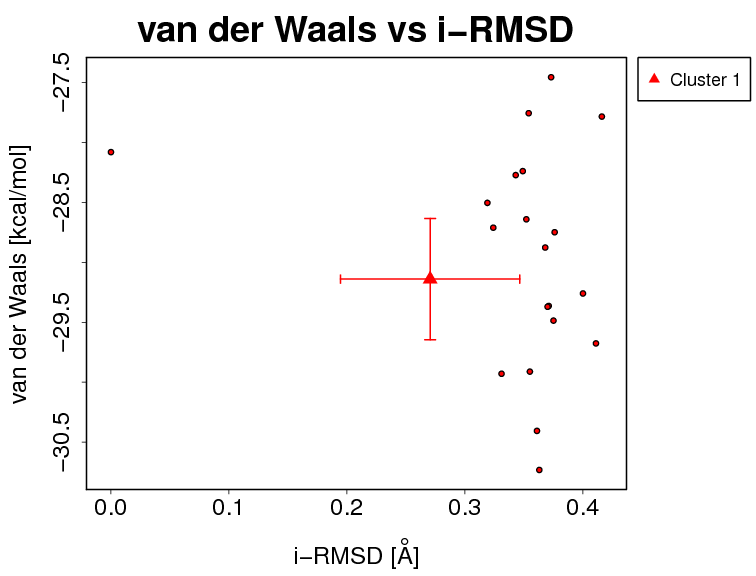 van der Waals vs i−RMSD
Cluster 1
van der Waals [kcal/mol]
−27.5
−28.5
−29.5
−30.5
0.0 0.1 0.2 0.3 0.4
i−RMSD [Å]